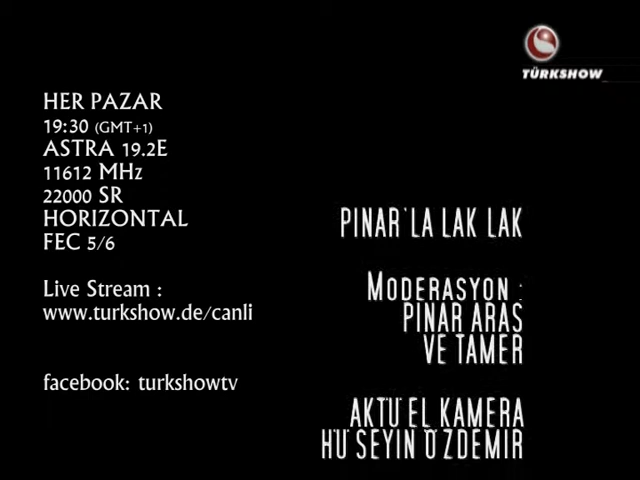 TÜRKSHOW
HER PAZAR
19:30 (GMT+1)
ASTRA 19.2E
11612 MHz
22000 SR
HORIZONTAL
FEC 5/6
Live Stream :
www.turkshow.de/canli
facebook: turkshowtv
PINAR'LA LAK LAK
MODERASYON :
PINAR ARAS
VE TAMER
AKTÜEL KAMERA
HÜSEYIN ÖZDEMIR